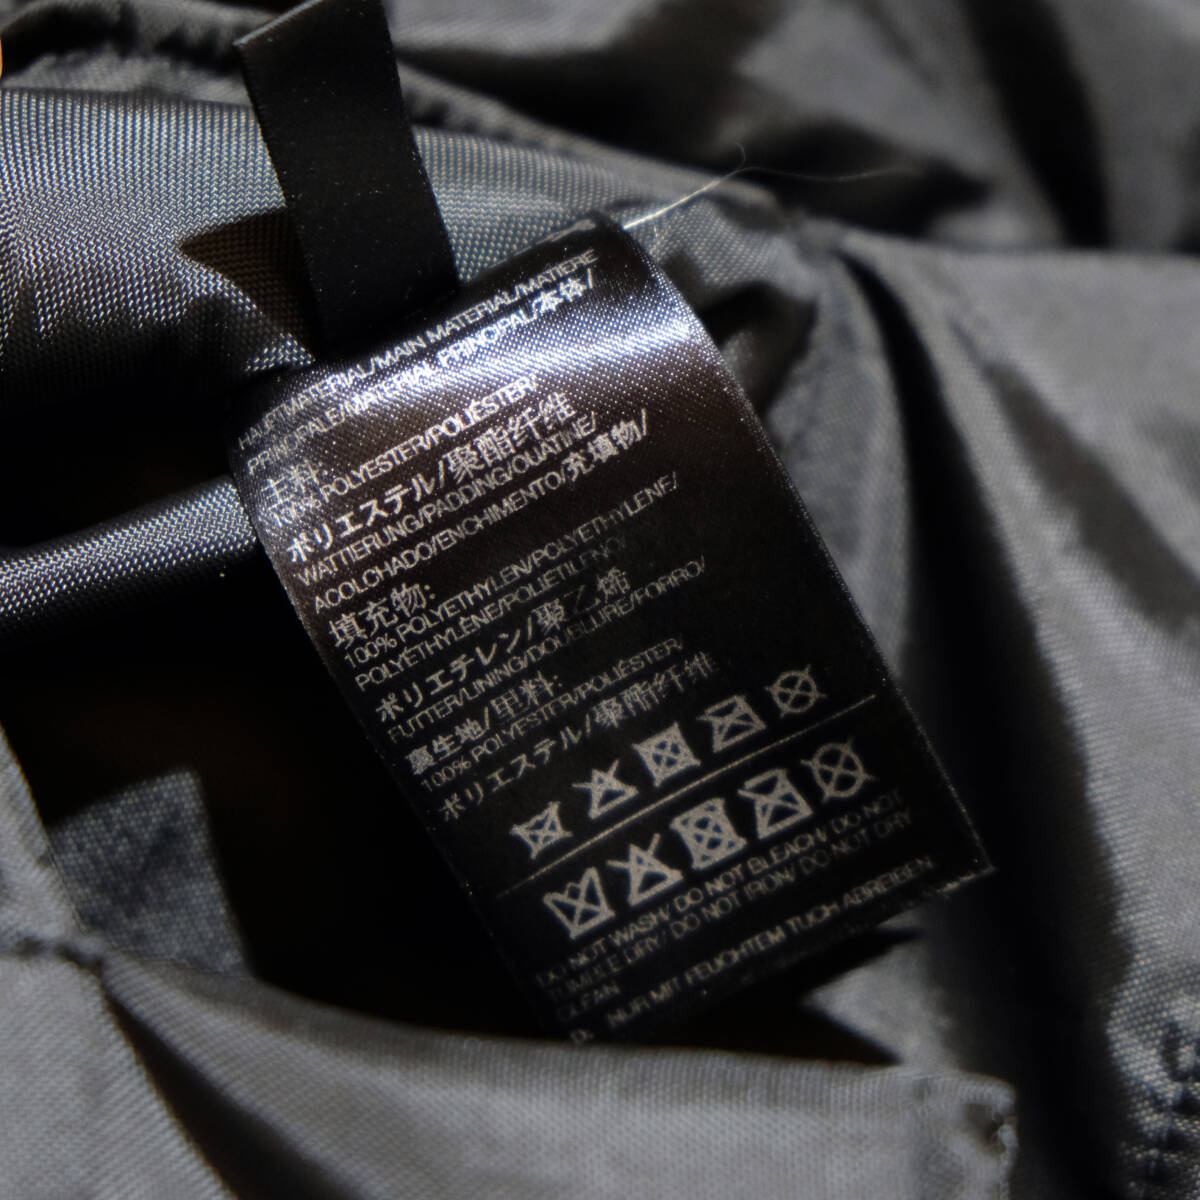 HAUPTMATERIAL/MAIN MATERIAL/MATIERE
PRINCIPALE/MATERIAL PRINCIPAL/本体/
主料:
100% POLYESTER/POLIÉSTER/
ポリエステル/聚酯纤维
WATTIERUNG/PADDING/OUATINE/
ACOLCHADO/ENCHIMENTO/充填物/
填充物:
100% POLYETHYLEN/POLYETHYLENE/
POLYÉTHYLÈNE/POLIETILENO/
ポリエチレン/聚乙烯
FUTTER/LINING/DOUBLURE/FORRO/
裏生地/里料:
100% POLYESTER/POLIÉSTER/
ポリエステル/聚酯纤维
DO NOT WASH/ DO NOT BLEACH/ DO NOT
TUMBLE DRY/ DO NOT IRON/ DO NOT DRY
CLEAN
D: NUR MIT FEUCHTEM TUCH ABREIBEN